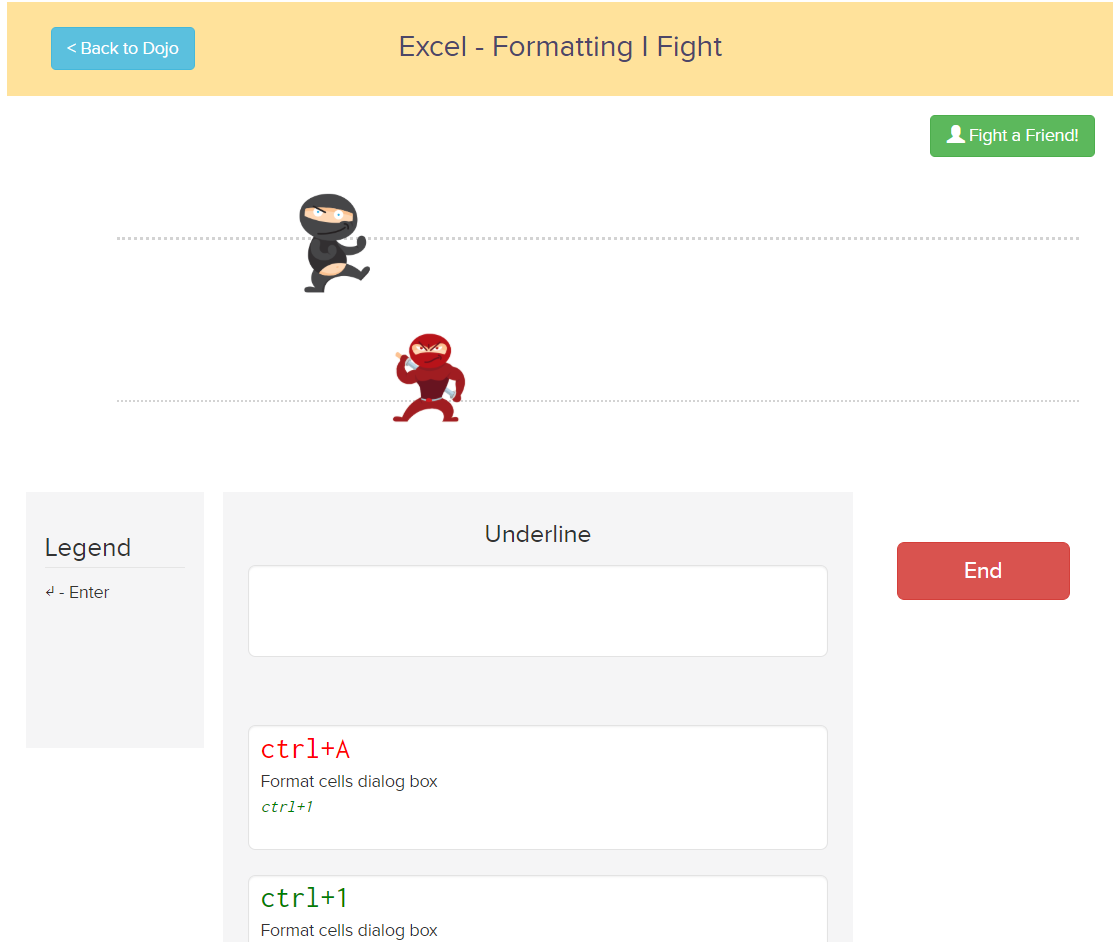 < Back to Dojo
Excel - Formatting I Fight
Fight a Friend!
Legend
↲ - Enter
Underline
End
ctrl+A
Format cells dialog box
ctrl+1
ctrl+1
Format cells dialog box